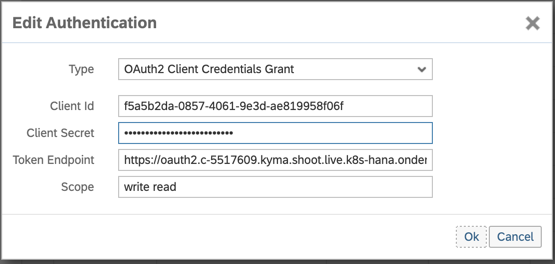 Edit Authentication
Type OAuth2 Client Credentials Grant
Client Id f5a5b2da-0857-4061-9e3d-ae819958f06f
Client Secret ••••••••••••••••••••••••••
Token Endpoint https://oauth2.c-5517609.kyma.shoot.live.k8s-hana.onder
Scope write read
Ok Cancel